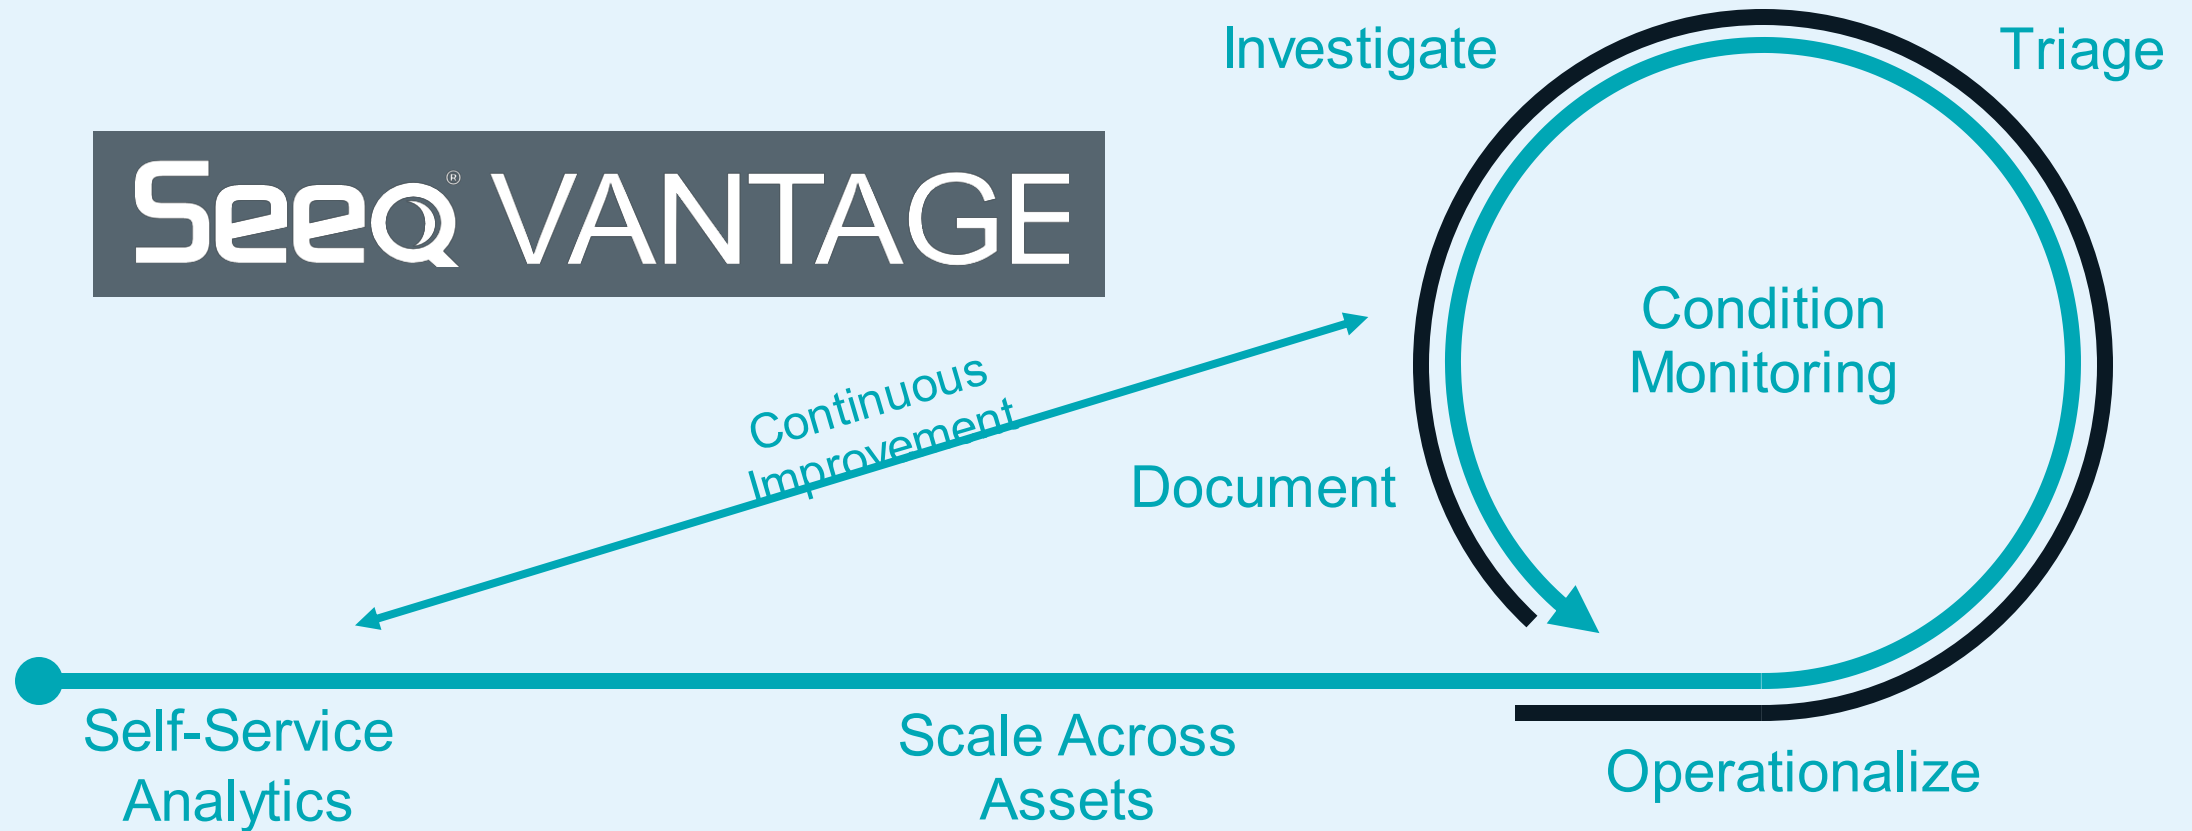 Investigate
Triage
Seeq® VANTAGE
Condition
Monitoring
Continuous
Improvement
Document
Self-Service
Analytics
Scale Across
Assets
Operationalize